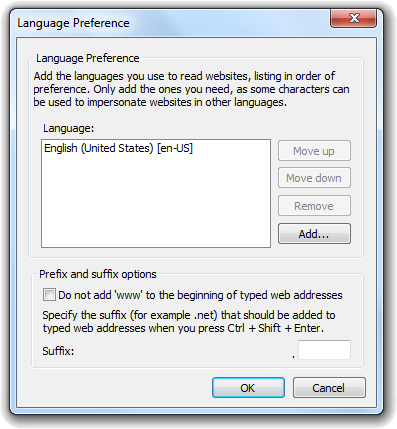 Language Preference
Language Preference
Add the languages you use to read websites, listing in order of
preference. Only add the ones you need, as some characters can
be used to impersonate websites in other languages.
Language:
English (United States) [en-US]
Move up
Move down
Remove
Add...
Prefix and suffix options
Do not add 'www' to the beginning of typed web addresses
Specify the suffix (for example .net) that should be added to
typed web addresses when you press Ctrl + Shift + Enter.
Suffix:
.
OK
Cancel